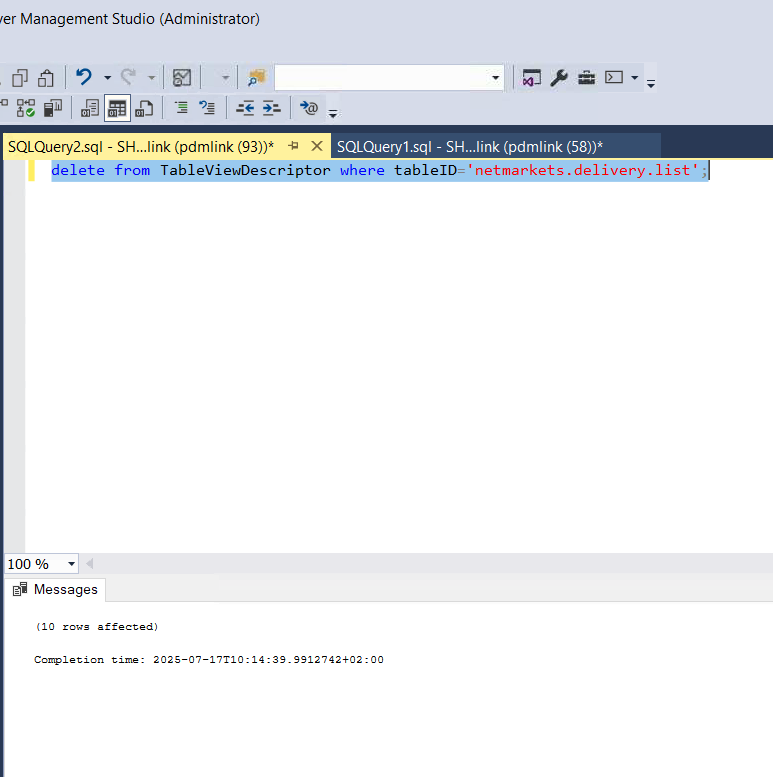 ver Management Studio (Administrator)
SQLQuery2.sql - SH...link (pdmlink (93))*
SQLQuery1.sql - SH...link (pdmlink (58))*
delete from TableViewDescriptor where tableID='netmarkets.delivery.list';
100 %
Messages
(10 rows affected)
Completion time: 2025-07-17T10:14:39.9912742+02:00